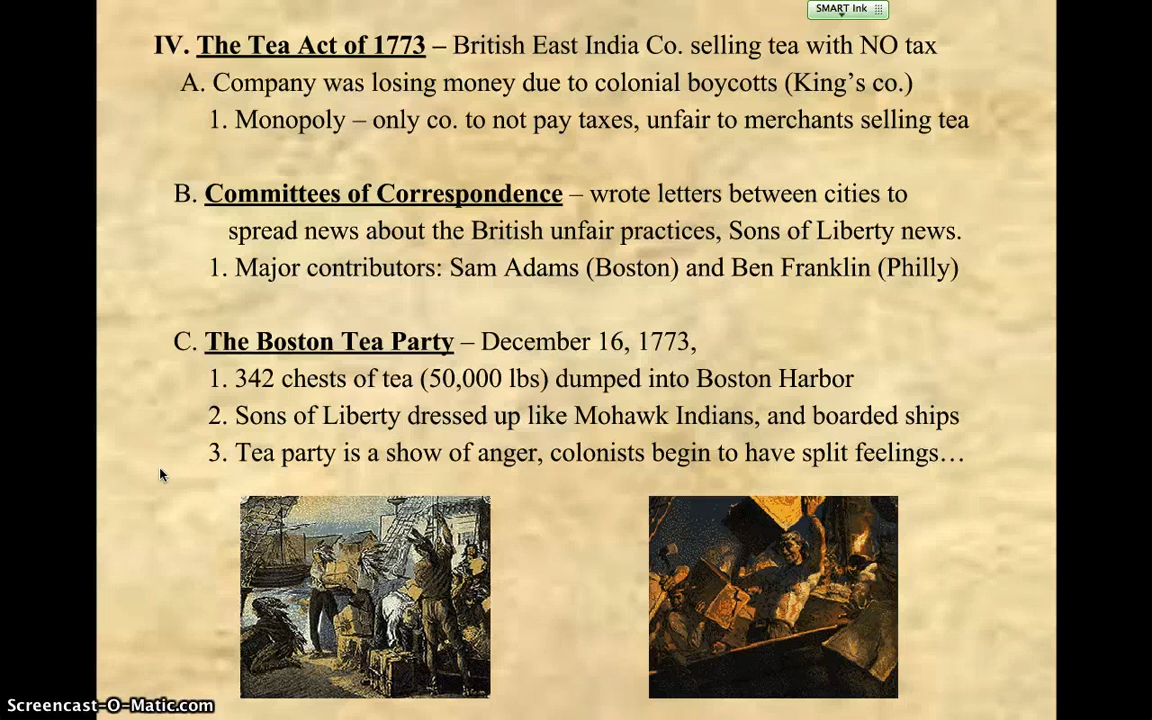 SMART Ink
IV. The Tea Act of 1773 – British East India Co. selling tea with NO tax
A. Company was losing money due to colonial boycotts (King’s co.)
1. Monopoly – only co. to not pay taxes, unfair to merchants selling tea
B. Committees of Correspondence – wrote letters between cities to
spread news about the British unfair practices, Sons of Liberty news.
1. Major contributors: Sam Adams (Boston) and Ben Franklin (Philly)
C. The Boston Tea Party – December 16, 1773,
1. 342 chests of tea (50,000 lbs) dumped into Boston Harbor
2. Sons of Liberty dressed up like Mohawk Indians, and boarded ships
3. Tea party is a show of anger, colonists begin to have split feelings…
Screencast-O-Matic.com